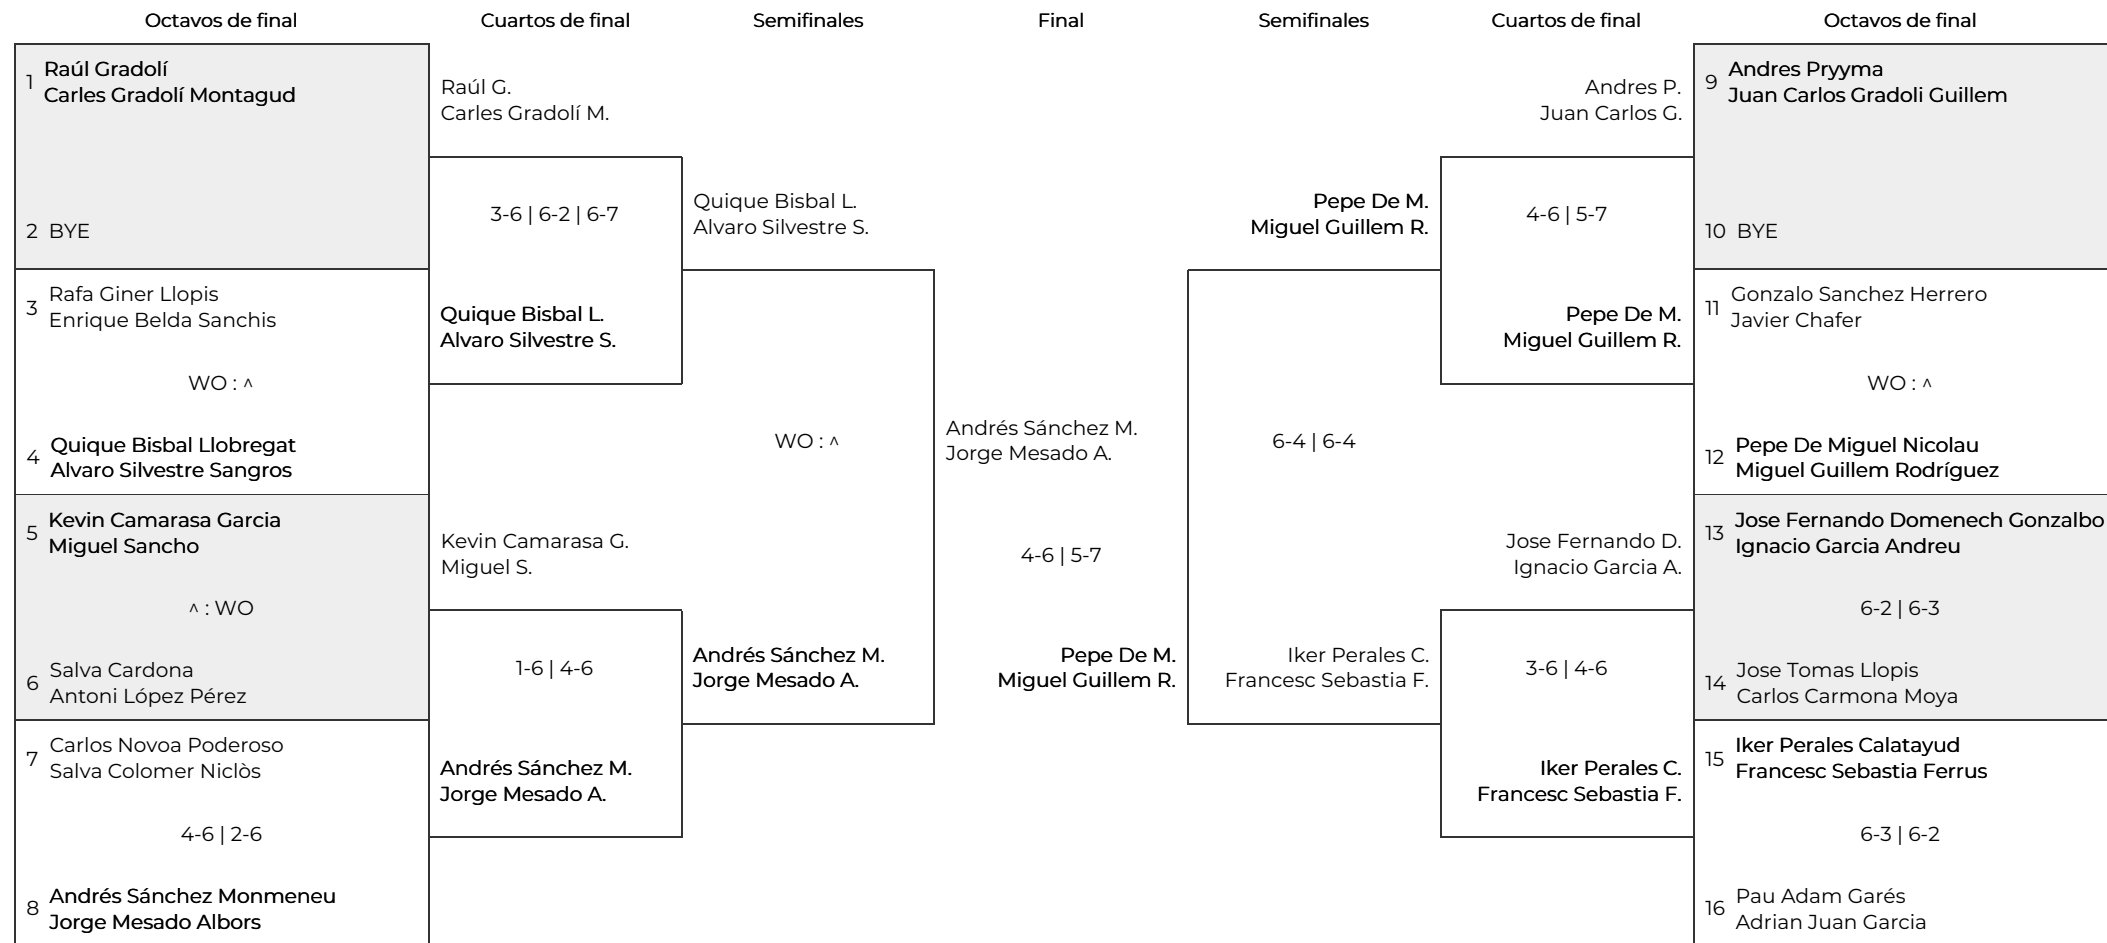 Octavos de final
Cuartos de final
Semifinales
Final
Semifinales
Cuartos de final
Octavos de final
1 Raúl Gradolí
Carles Gradolí Montagud
2 BYE
3 Rafa Giner Llopis
Enrique Belda Sanchis
WO : ^
4 Quique Bisbal Llobregat
Alvaro Silvestre Sangros
5 Kevin Camarasa Garcia
Miguel Sancho
^ : WO
6 Salva Cardona
Antoni López Pérez
7 Carlos Novoa Poderoso
Salva Colomer Niclòs
4-6 | 2-6
8 Andrés Sánchez Monmeneu
Jorge Mesado Albors
Raúl G.
Carles Gradolí M.
3-6 | 6-2 | 6-7
Quique Bisbal L.
Alvaro Silvestre S.
Kevin Camarasa G.
Miguel S.
1-6 | 4-6
Andrés Sánchez M.
Jorge Mesado A.
Quique Bisbal L.
Alvaro Silvestre S.
WO : ^
Andrés Sánchez M.
Jorge Mesado A.
Andrés Sánchez M.
Jorge Mesado A.
4-6 | 5-7
Pepe De M.
Miguel Guillem R.
Pepe De M.
Miguel Guillem R.
6-4 | 6-4
Iker Perales C.
Francesc Sebastia F.
Andres P.
Juan Carlos G.
4-6 | 5-7
Pepe De M.
Miguel Guillem R.
Jose Fernando D.
Ignacio Garcia A.
3-6 | 4-6
Iker Perales C.
Francesc Sebastia F.
9 Andres Pryyma
Juan Carlos Gradoli Guillem
10 BYE
11 Gonzalo Sanchez Herrero
Javier Chafer
WO : ^
12 Pepe De Miguel Nicolau
Miguel Guillem Rodríguez
13 Jose Fernando Domenech Gonzalbo
Ignacio Garcia Andreu
6-2 | 6-3
14 Jose Tomas Llopis
Carlos Carmona Moya
15 Iker Perales Calatayud
Francesc Sebastia Ferrus
6-3 | 6-2
16 Pau Adam Garés
Adrian Juan Garcia